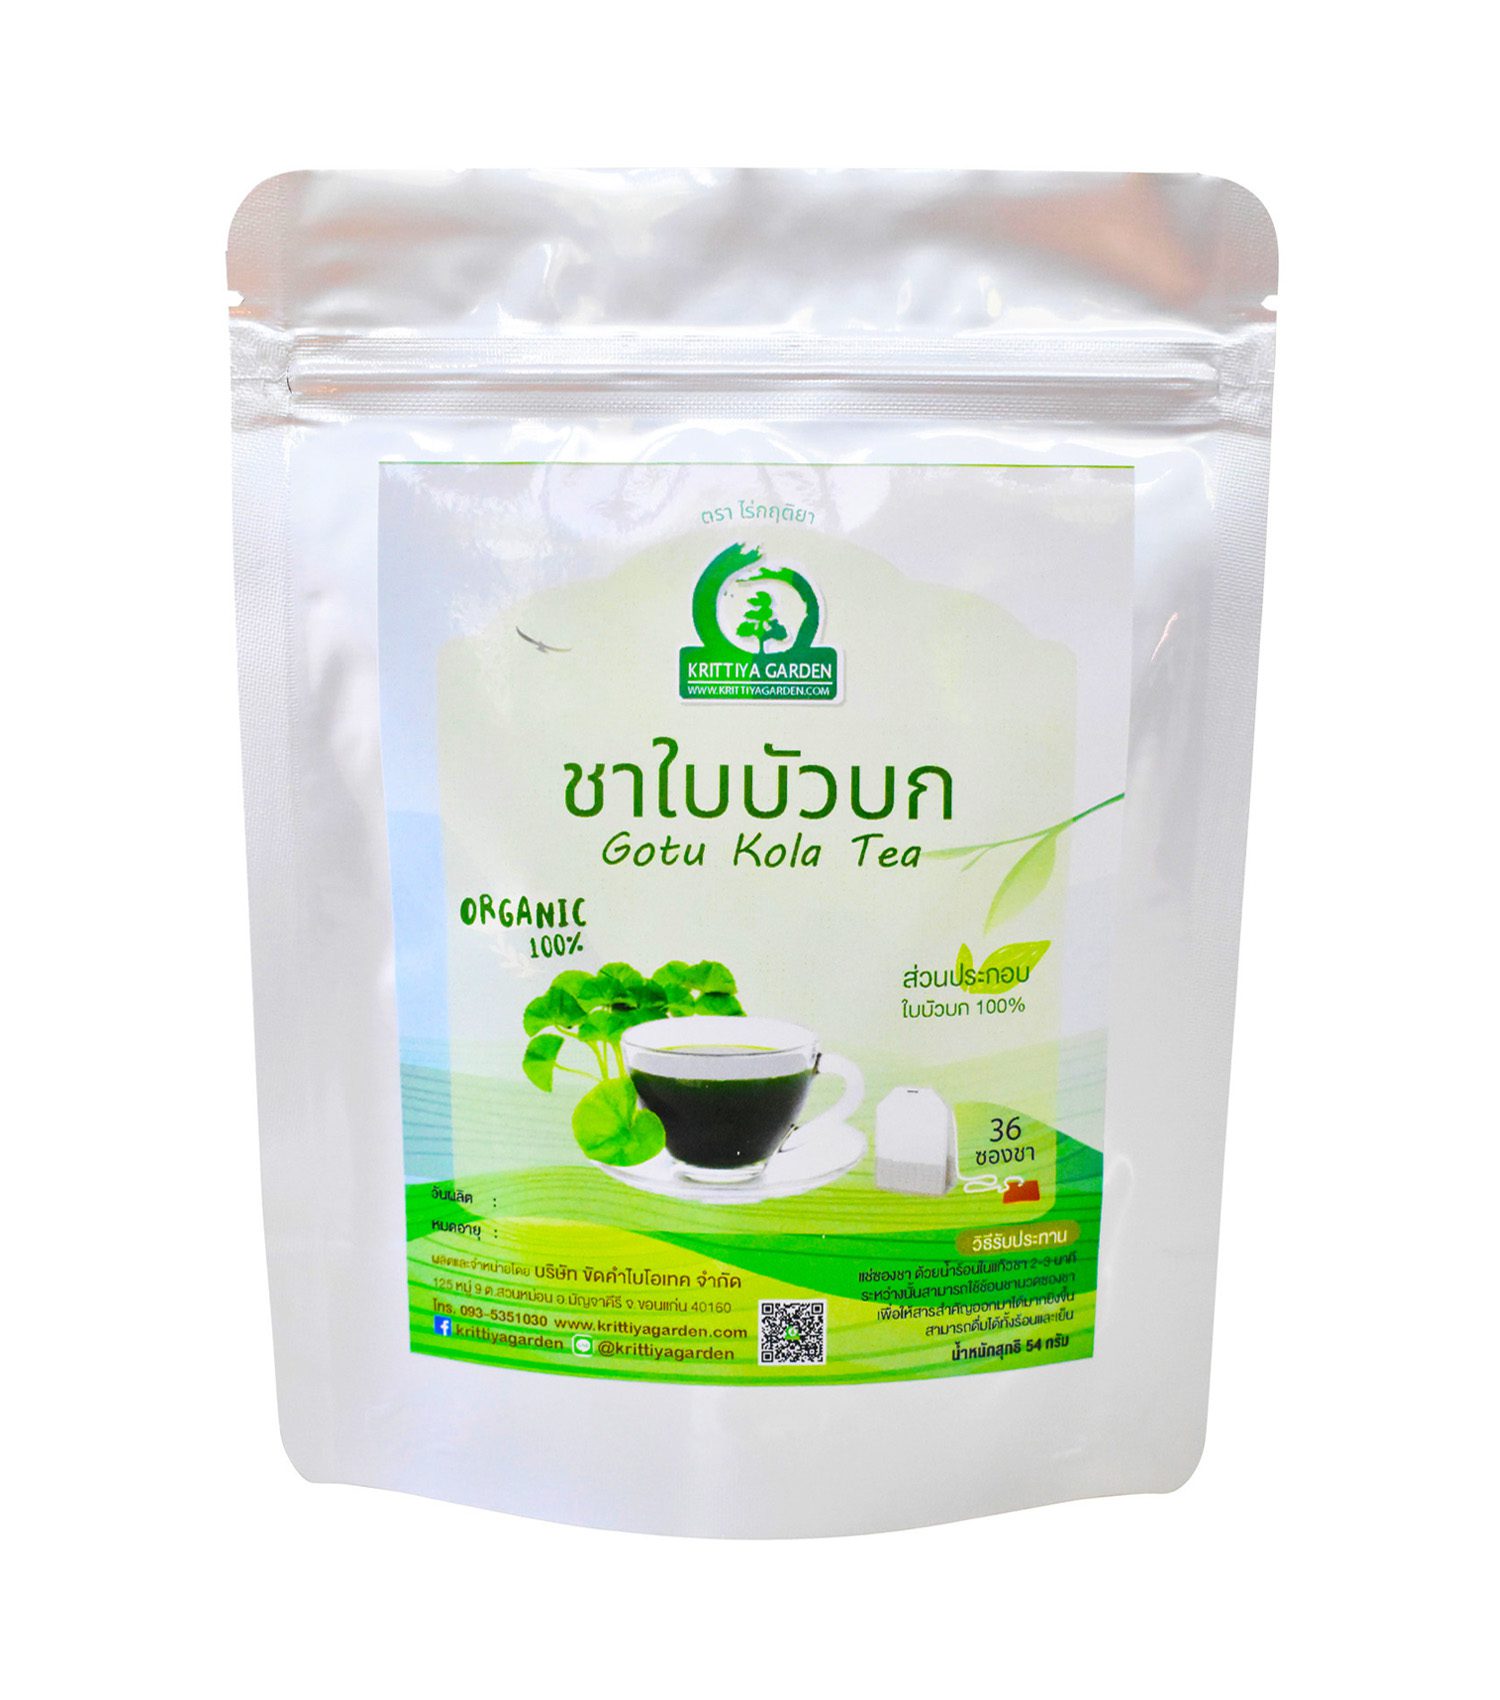 ตรา ไร่กฤติยา
KRITTIYA GARDEN
WWW.KRITTIYAGARDEN.COM
ชาใบบัวบก
Gotu Kola Tea
ORGANIC
100%
ส่วนประกอบ
ใบบัวบก 100%
36
ซองชา
วันผลิต :
หมดอายุ :
ผลิตและจำหน่ายโดย บริษัท ขัดคำไบโอเทค จำกัด
125 หมู่ 9 ต.สวนหม่อน อ.มัญจาคีรี จ.ขอนแก่น 40160
โทร. 093-5351030 www.krittiyagarden.com
krittiyagarden @krittiyagarden
วิธีรับประทาน
แช่ซองชา ด้วยน้ำร้อนในแก้วชา 2-3 นาที
ระหว่างนั้นสามารถใช้ช้อนชานวดซองชา
เพื่อให้สารสำคัญออกมาได้มากยิ่งขึ้น
สามารถดื่มได้ทั้งร้อนและเย็น
น้ำหนักสุทธิ 54 กรัม